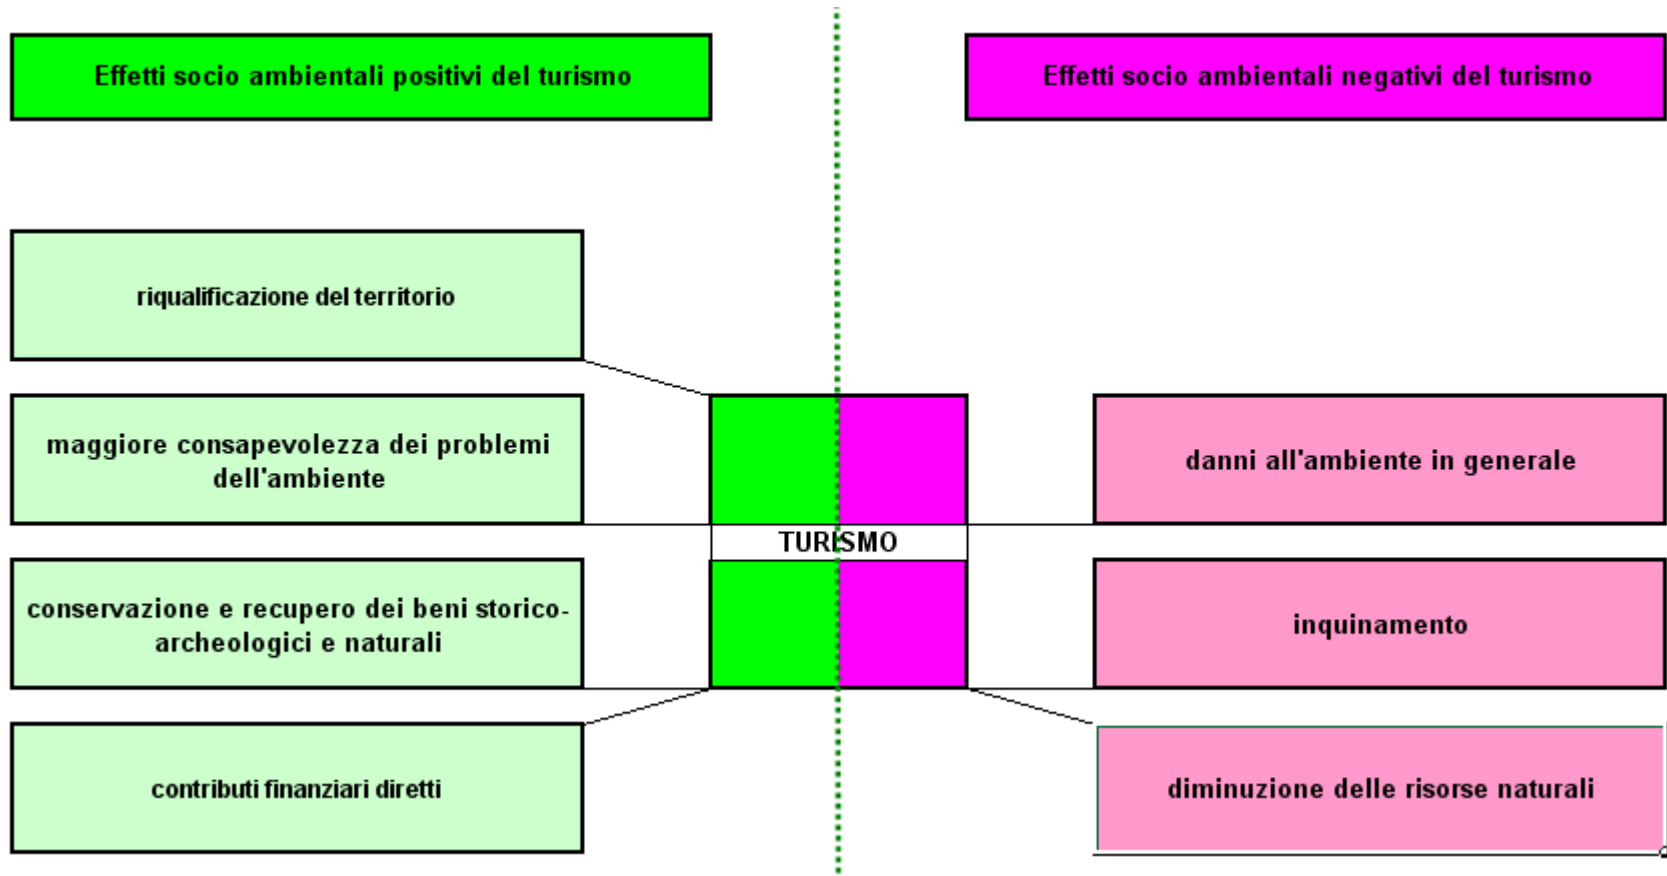 Effetti socio ambientali positivi del turismo
Effetti socio ambientali negativi del turismo
riqualificazione del territorio
maggiore consapevolezza dei problemi
dell'ambiente
danni all'ambiente in generale
TURISMO
conservazione e recupero dei beni storico-
archeologici e naturali
inquinamento
contributi finanziari diretti
diminuzione delle risorse naturali